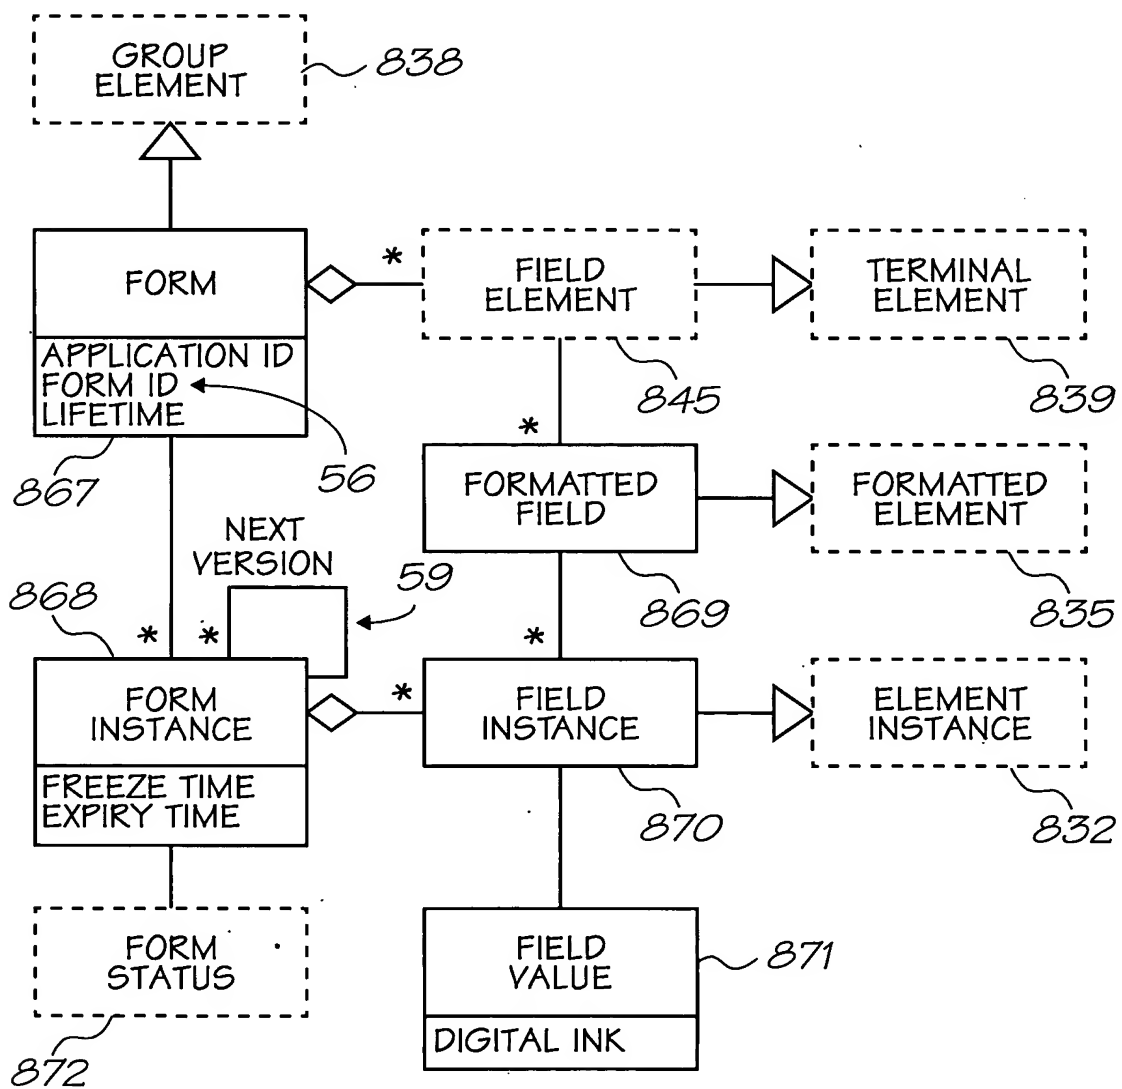 GROUP
ELEMENT
838
FORM
APPLICATION ID
FORM ID
LIFETIME
867
56
*
FIELD
ELEMENT
845
TERMINAL
ELEMENT
839
*
FORMATTED
FIELD
869
FORMATTED
ELEMENT
835
NEXT
VERSION
59
868
* *
FORM
INSTANCE
FREEZE TIME
EXPIRY TIME
*
*
FIELD
INSTANCE
870
ELEMENT
INSTANCE
832
FORM
STATUS
872
FIELD
VALUE
DIGITAL INK
871